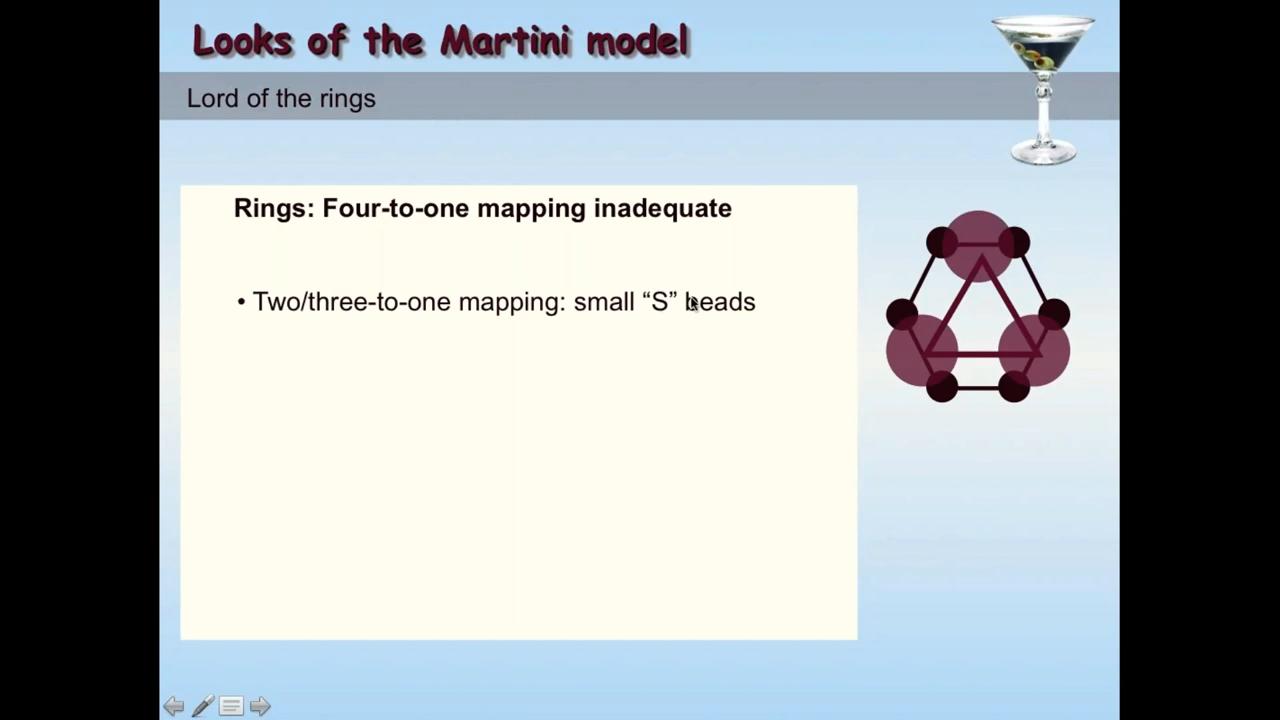 Looks of the Martini model
Lord of the rings
Rings: Four-to-one mapping inadequate
• Two/three-to-one mapping: small “S” beads